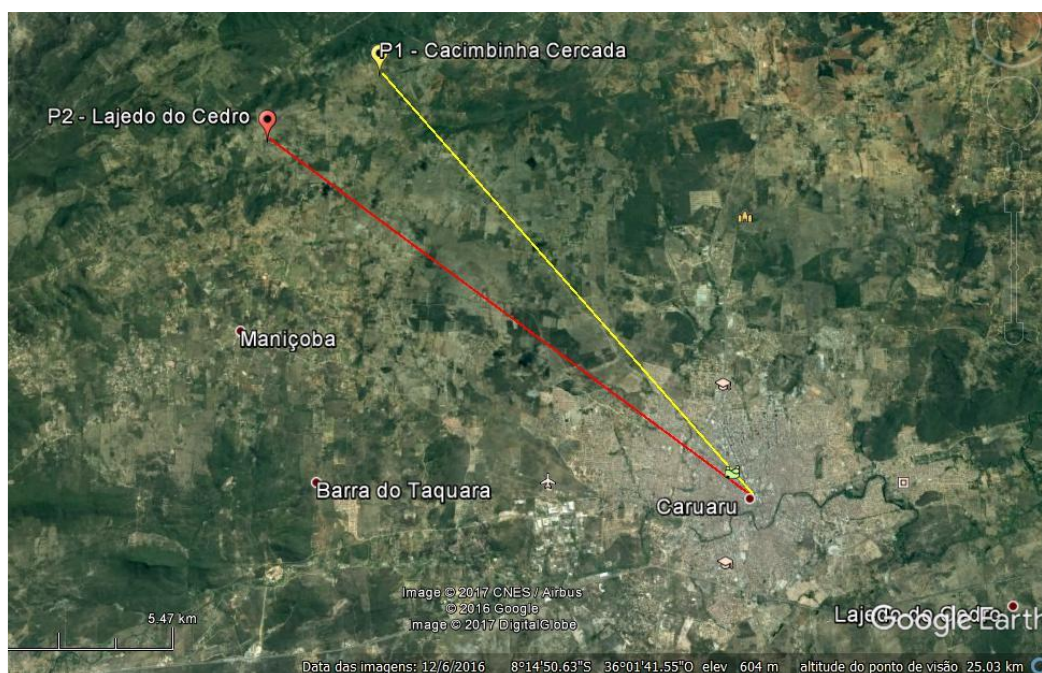 P1 - Cacimbinha Cercada
P2 - Lajedo do Cedro
Maniçoba
Barra do Taquara
Caruaru
Image © 2017 CNES / Airbus
© 2016 Google
Image © 2017 DigitalGlobe
5.47 km
Lajedo do Cedro
Google Earth
Data das imagens: 12/6/2016 8°14'50.63"S 36°01'41.55"O elev 604 m altitude do ponto de visão 25.03 km